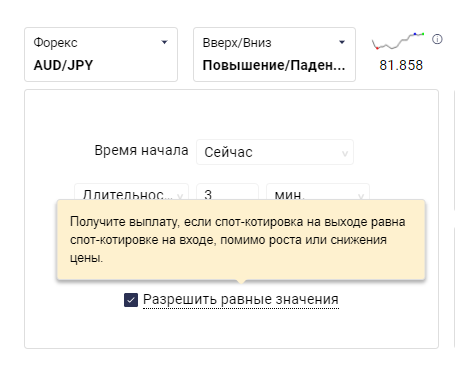 Форекс
AUD/JPY
Вверх/Вниз
Повышение/Паден...
81.858
Время начала
Сейчас
Длительнос...
3
мин.
Получите выплату, если спот-котировка на выходе равна
спот-котировке на входе, помимо роста или снижения
цены.
Разрешить равные значения